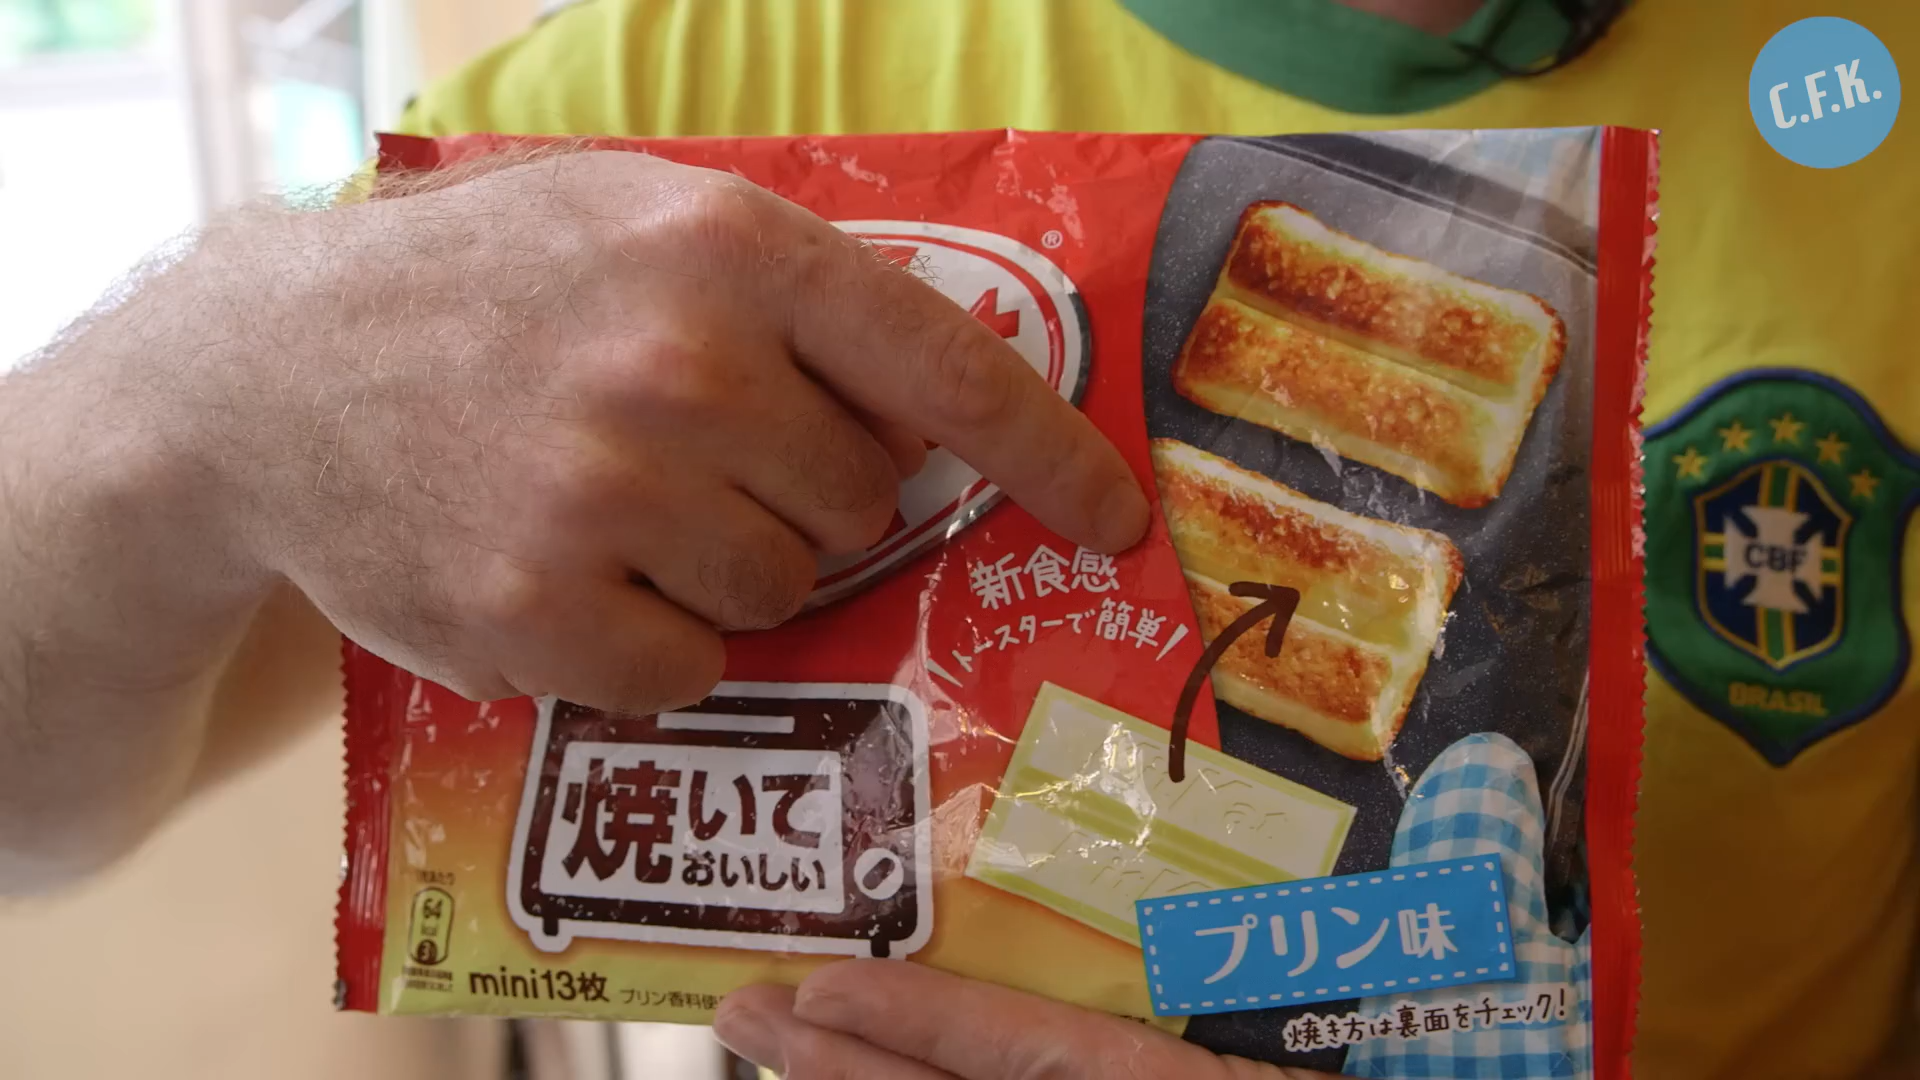 C.F.K.
®
新食感
トースターで簡単!
焼いて
おいしい
CBF
BRASIL
64
kcal
mini13枚
プリン香料使
プリン味
焼き方は裏面をチェック!